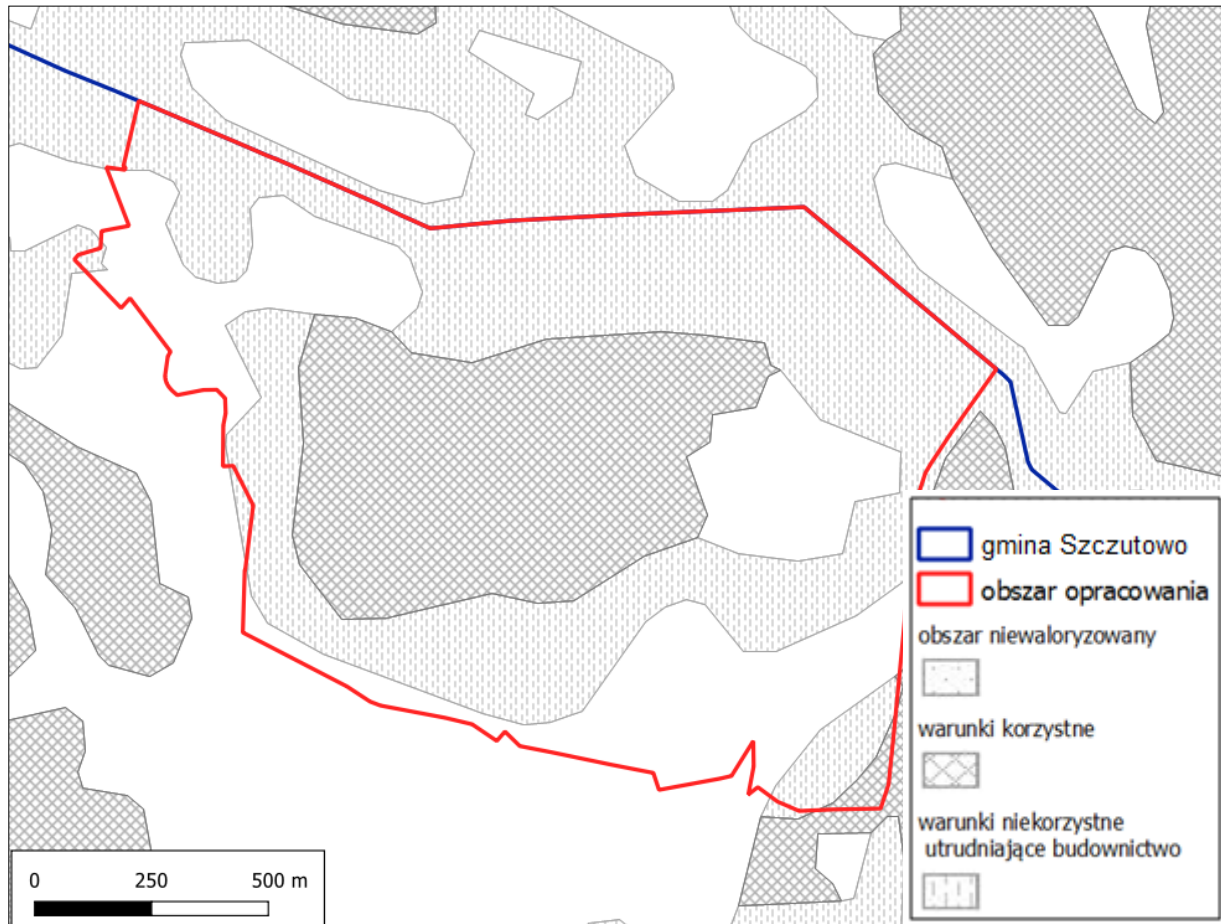 gmina Szczutowo
obszar opracowania
obszar niewaloryzowany
warunki korzystne
warunki niekorzystne
utrudniające budownictwo
0 250 500 m